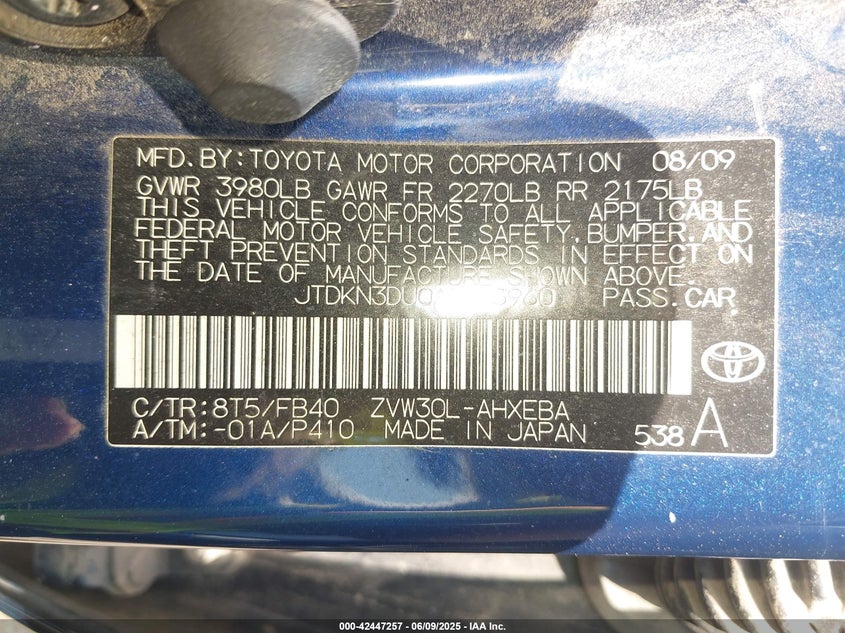 MFD.BY:TOYOTA MOTOR CORPORATION 08/09
GVWR 3980LB GAWR FR 2270LB RR 2175LB
THIS VEHICLE CONFORMS TO ALL APPLICABLE
FEDERAL MOTOR VEHICLE SAFETY,BUMPER,AND
THEFT PREVENTION STANDARDS IN EFFECT ON
THE DATE OF MANUFACTURE SHOWN ABOVE.
PASS.CAR
C/TR:8T5/FB40 ZVW30L-AHXEBA
A/TM:-01A/P410 MADE IN JAPAN 538 A
000-42447257 | 06/09/2025 | IAA Inc.